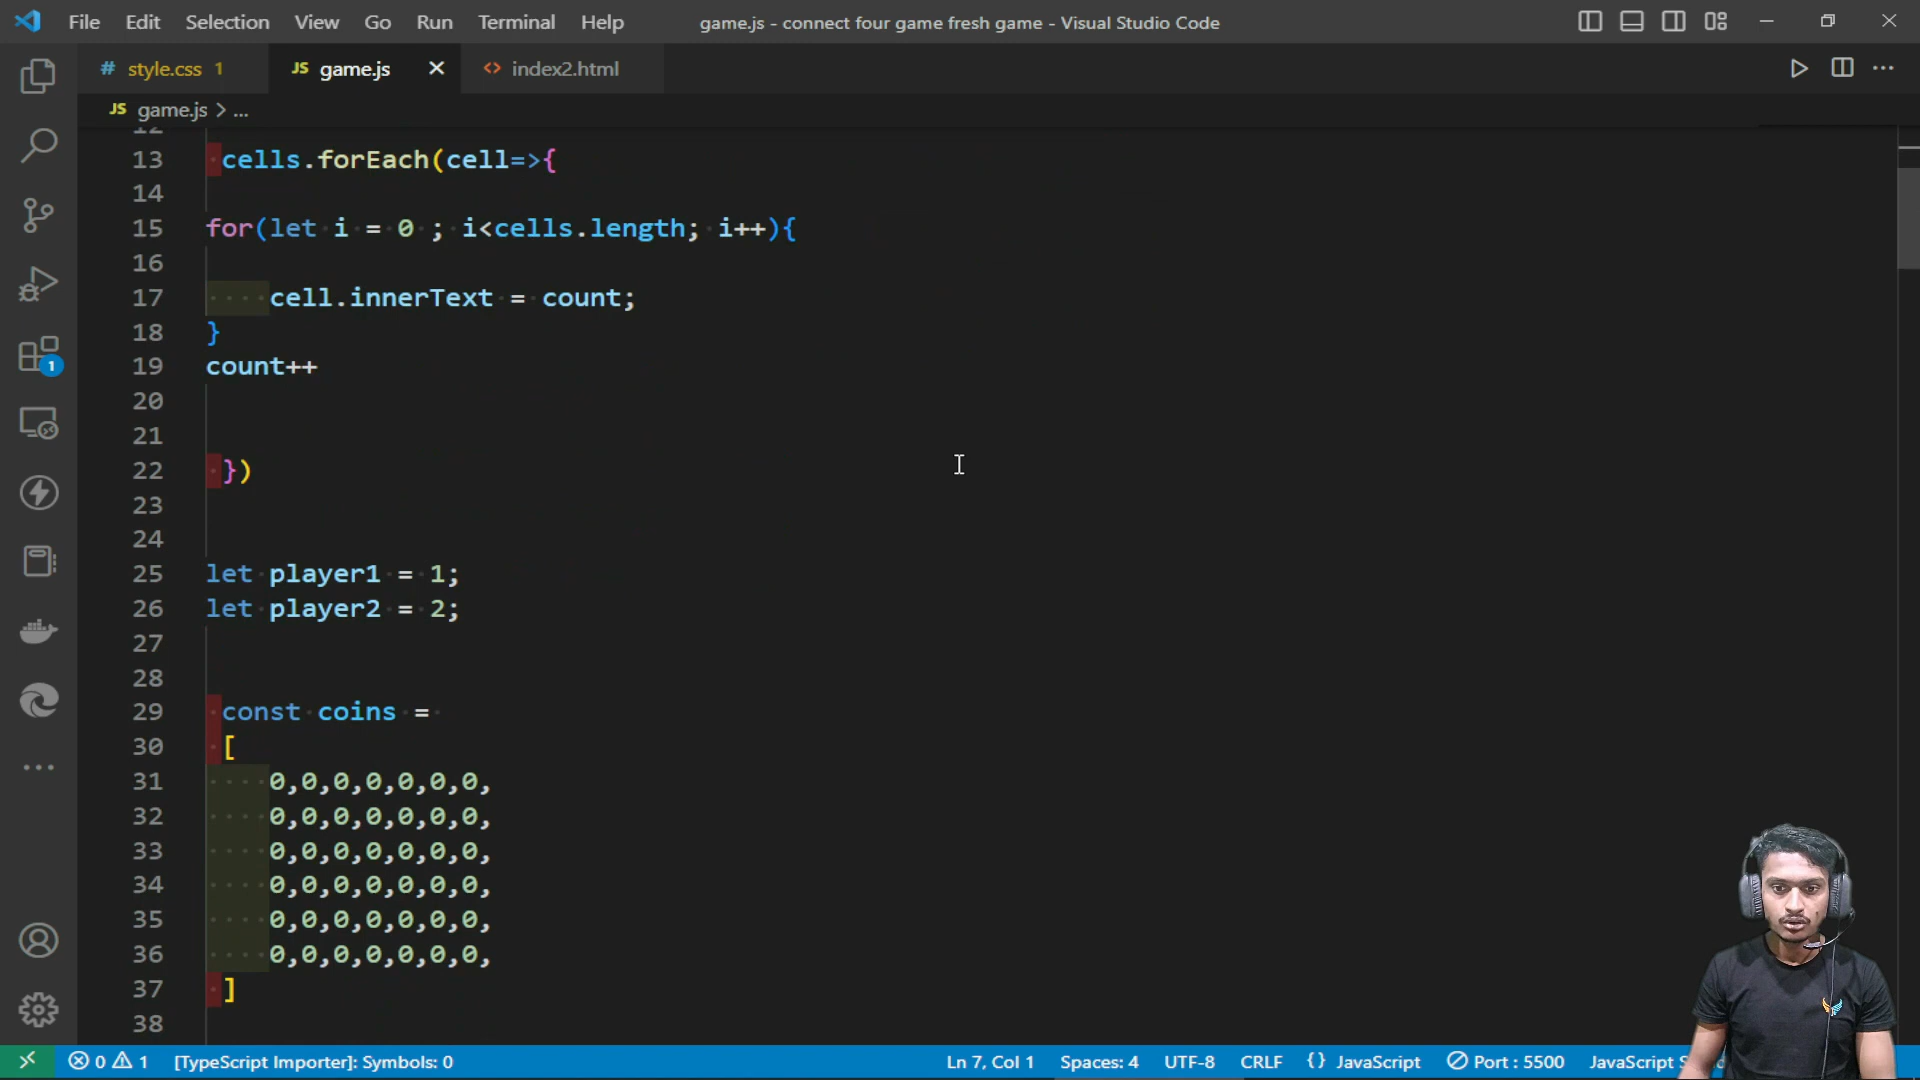 File Edit Selection View Go Run Terminal Help game.js - connect four game fresh game - Visual Studio Code
# style.css 1 JS game.js <> index2.html
JS game.js > ...
13 cells.forEach(cell=>{
14
15 for(let i = 0 ; i<cells.length; i++){
16
17 cell.innerText = count;
18 }
19 count++
20
21
22 })
23
24
25 let player1 = 1;
26 let player2 = 2;
27
28
29 const coins =
30 [
31 0,0,0,0,0,0,0,
32 0,0,0,0,0,0,0,
33 0,0,0,0,0,0,0,
34 0,0,0,0,0,0,0,
35 0,0,0,0,0,0,0,
36 0,0,0,0,0,0,0,
37 ]
38
1
0 1 [TypeScript Importer]: Symbols: 0 Ln 7, Col 1 Spaces: 4 UTF-8 CRLF {} JavaScript Port : 5500 JavaScript